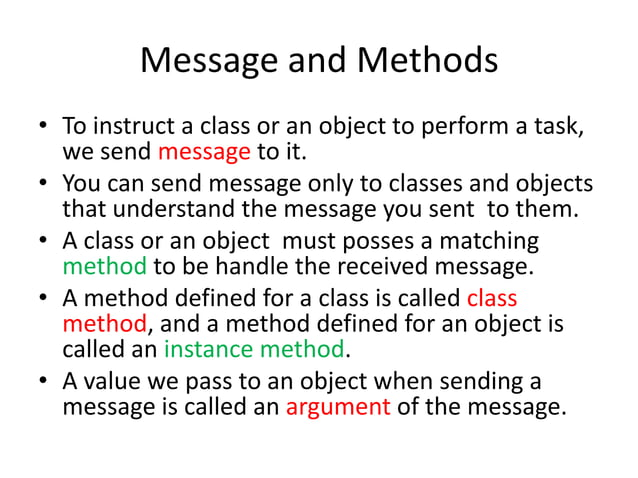 Message and Methods
• To instruct a class or an object to perform a task,
we send message to it.
• You can send message only to classes and objects
that understand the message you sent  to them.
• A class or an object  must posses a matching
method to be handle the received message.
• A method defined for a class is called class
method, and a method defined for an object is
called an instance method.
• A value we pass to an object when sending a
message is called an argument of the message.